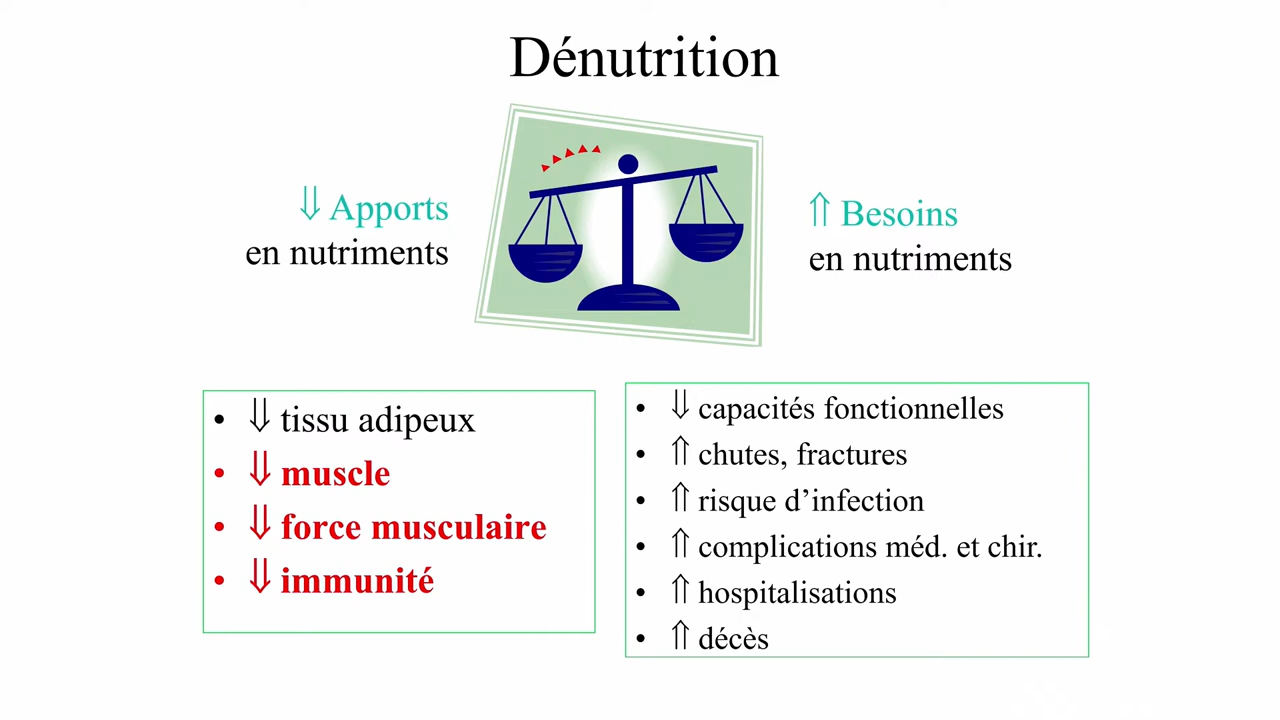 Dénutrition
⇓ Apports
en nutriments
⇑ Besoins
en nutriments
• ⇓ tissu adipeux
• ⇓ muscle
• ⇓ force musculaire
• ⇓ immunité
• ⇓ capacités fonctionnelles
• ⇑ chutes, fractures
• ⇑ risque d’infection
• ⇑ complications méd. et chir.
• ⇑ hospitalisations
• ⇑ décès